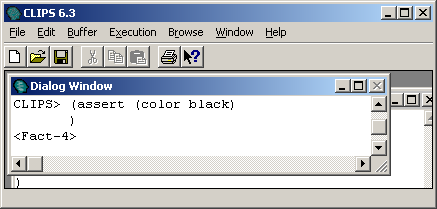 CLIPS 6.3
File Edit Buffer Execution Browse Window Help
Dialog Window
CLIPS> (assert (color black)
)
<Fact-4>
)